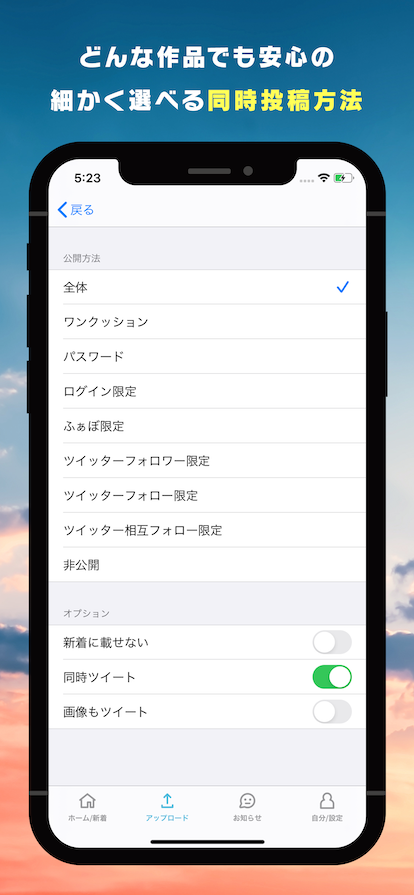 どんな作品でも安心の
細かく選べる同時投稿方法
5:23
戻る
公開方法
全体
ワンクッション
パスワード
ログイン限定
ふぁぼ限定
ツイッターフォロワー限定
ツイッターフォロー限定
ツイッター相互フォロー限定
非公開
オプション
新着に載せない
同時ツイート
画像もツイート
ホーム/新着
アップロード
お知らせ
自分/設定